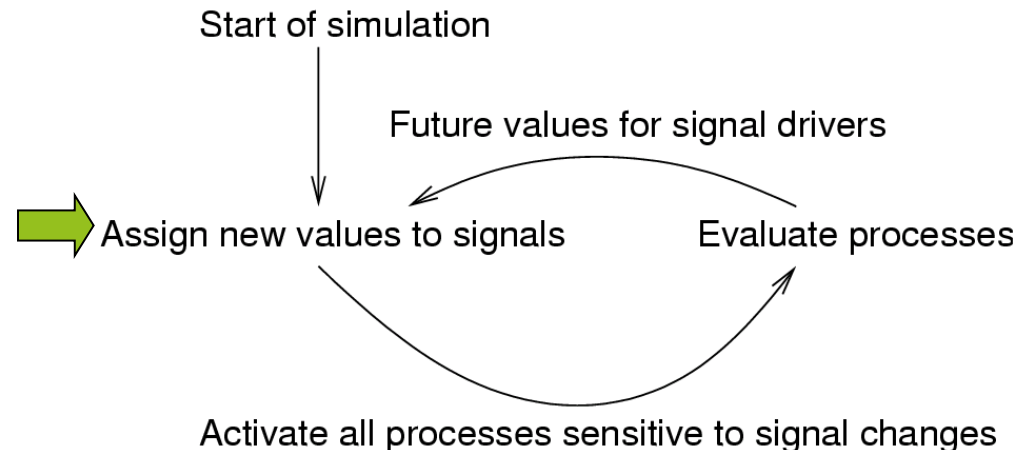 Start of simulation
Future values for signal drivers
Assign new values to signals
Evaluate processes
Activate all processes sensitive to signal changes